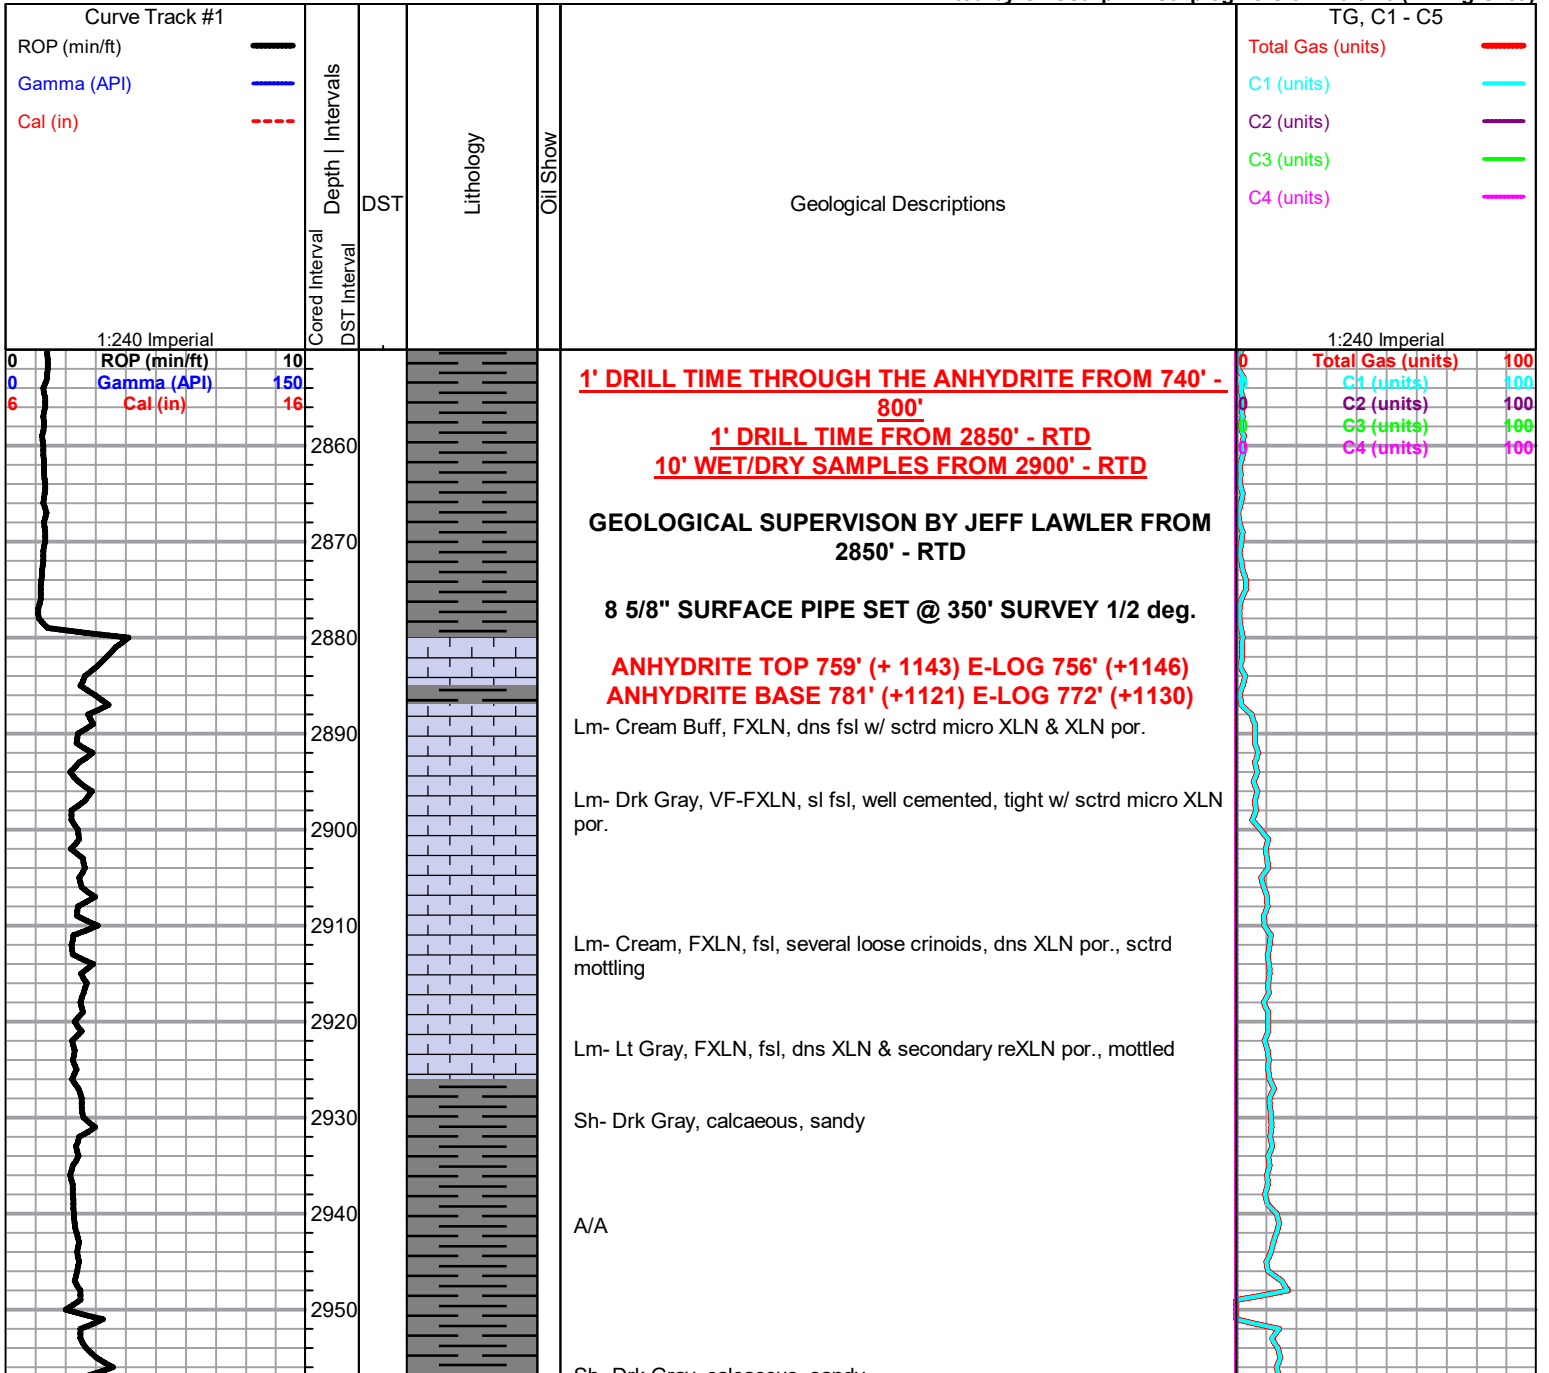 Curve Track #1
ROP (min/ft)
Gamma (API)
Cal (in)
1:240 Imperial
Depth | Intervals
Cored Interval
DST Interval
DST
Lithology
Oil Show
Geological Descriptions
TG, C1 - C5
Total Gas (units)
C1 (units)
C2 (units)
C3 (units)
C4 (units)
1:240 Imperial
0 ROP (min/ft) 10
0 Gamma (API) 150
6 Cal (in) 16
0 Total Gas (units) 100
0 C1 (units) 100
0 C2 (units) 100
0 C3 (units) 100
0 C4 (units) 100
1' DRILL TIME THROUGH THE ANHYDRITE FROM 740' -
800'
1' DRILL TIME FROM 2850' - RTD
10' WET/DRY SAMPLES FROM 2900' - RTD
GEOLOGICAL SUPERVISON BY JEFF LAWLER FROM
2850' - RTD
8 5/8" SURFACE PIPE SET @ 350' SURVEY 1/2 deg.
ANHYDRITE TOP 759' (+ 1143) E-LOG 756' (+1146)
ANHYDRITE BASE 781' (+1121) E-LOG 772' (+1130)
Lm- Cream Buff, FXLN, dns fsl w/ sctrd micro XLN & XLN por.
Lm- Drk Gray, VF-FXLN, sl fsl, well cemented, tight w/ sctrd micro XLN
por.
Lm- Cream, FXLN, fsl, several loose crinoids, dns XLN por., sctrd
mottling
Lm- Lt Gray, FXLN, fsl, dns XLN & secondary reXLN por., mottled
Sh- Drk Gray, calcaeous, sandy
A/A
Sh- Drk Gray, calcaeous, sandy
2860
2870
2880
2890
2900
2910
2920
2930
2940
2950